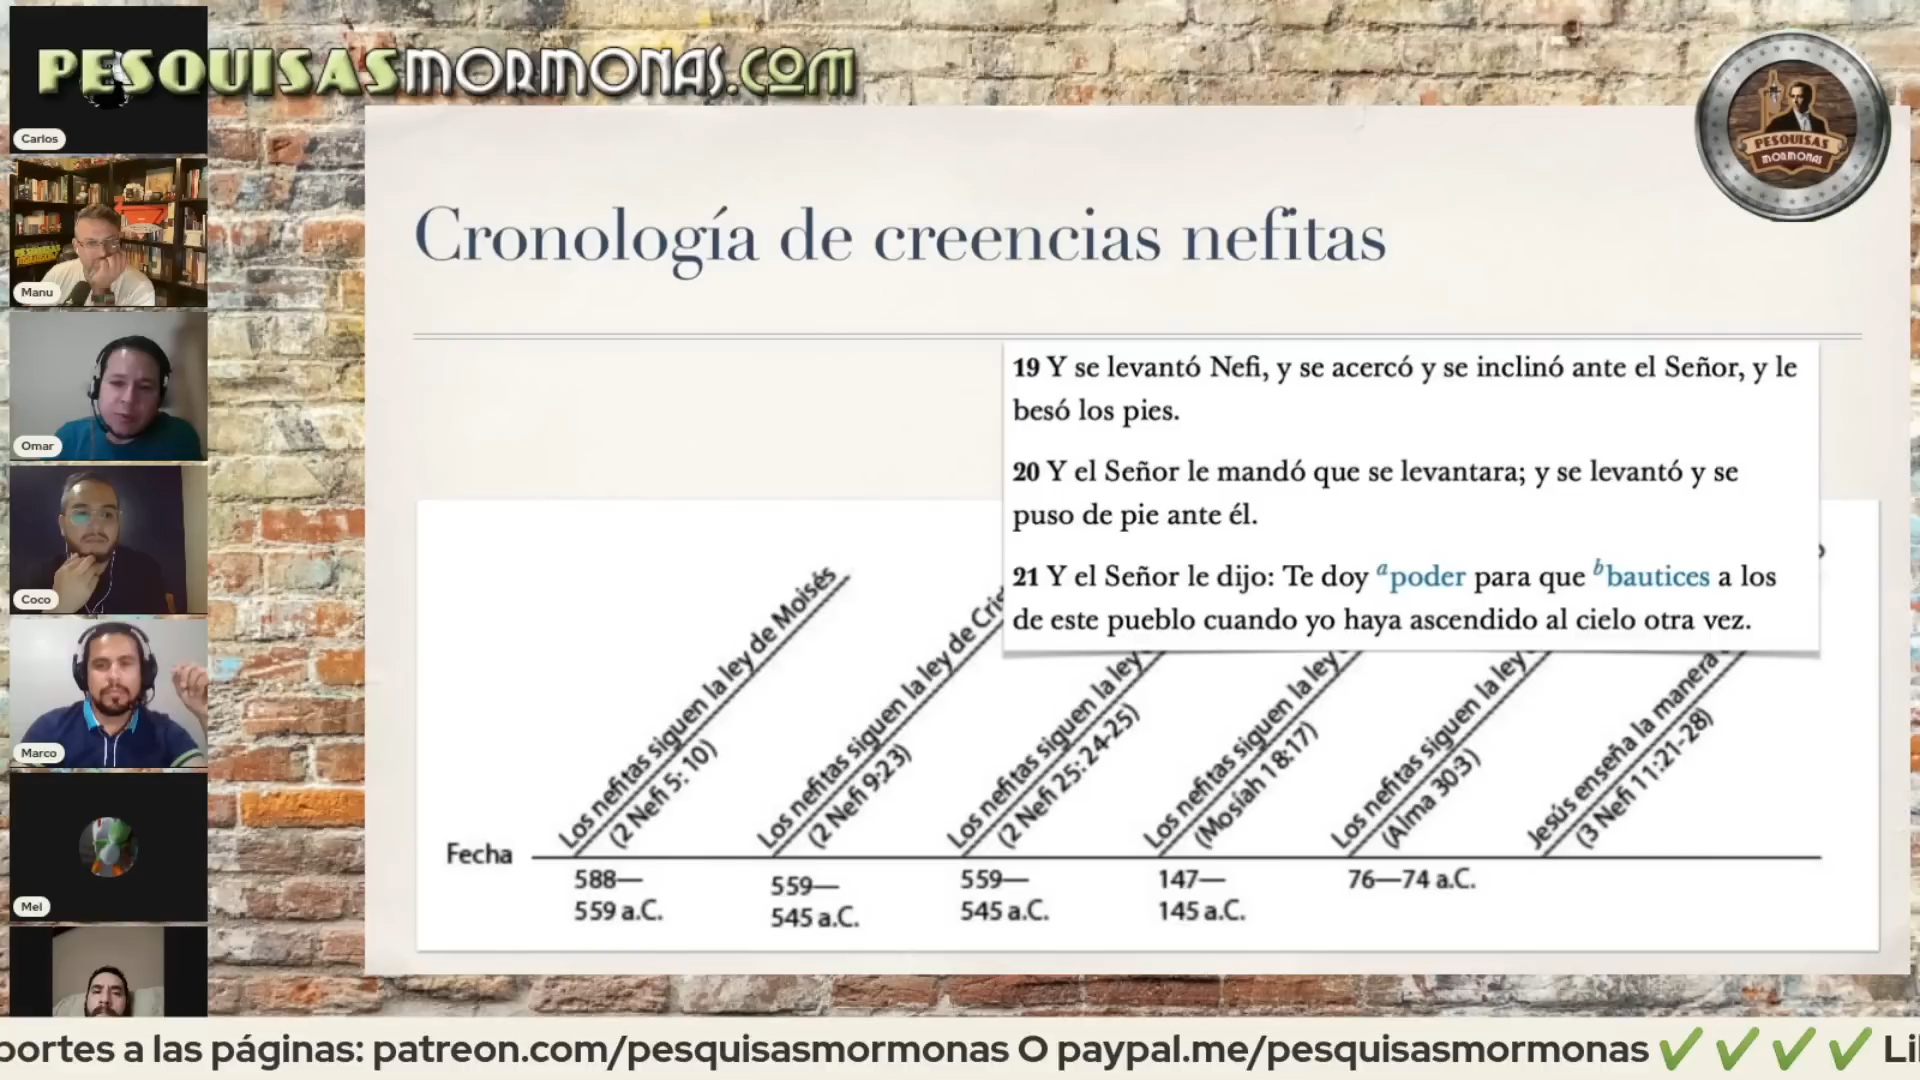 PESQUISASMORMONAS.COM
PESQUISAS
MORMONAS
Carlos
Manu
Omar
Coco
Marco
Mel
Cronología de creencias nefitas
19 Y se levantó Nefi, y se acercó y se inclinó ante el Señor, y le
besó los pies.
20 Y el Señor le mandó que se levantara; y se levantó y se
puso de pie ante él.
21 Y el Señor le dijo: Te doy a poder para que b bautices a los
de este pueblo cuando yo haya ascendido al cielo otra vez.
Los nefitas siguen la ley de Moisés
(2 Nefi 5: 10)
Los nefitas siguen la ley de Cris
(2 Nefi 9:23)
Los nefitas siguen la ley
(2 Nefi 25: 24-25)
Los nefitas siguen la ley
(Mosíah 18:17)
Los nefitas siguen la ley
(Alma 30:3)
Jesús enseña la manera
(3 Nefi 11:21-28)
Fecha
588—
559 a.C.
559—
545 a.C.
559—
545 a.C.
147—
145 a.C.
76—74 a.C.
portes a las páginas: patreon.com/pesquisasmormonas O paypal.me/pesquisasmormonas ✔ ✔ ✔ ✔ Li